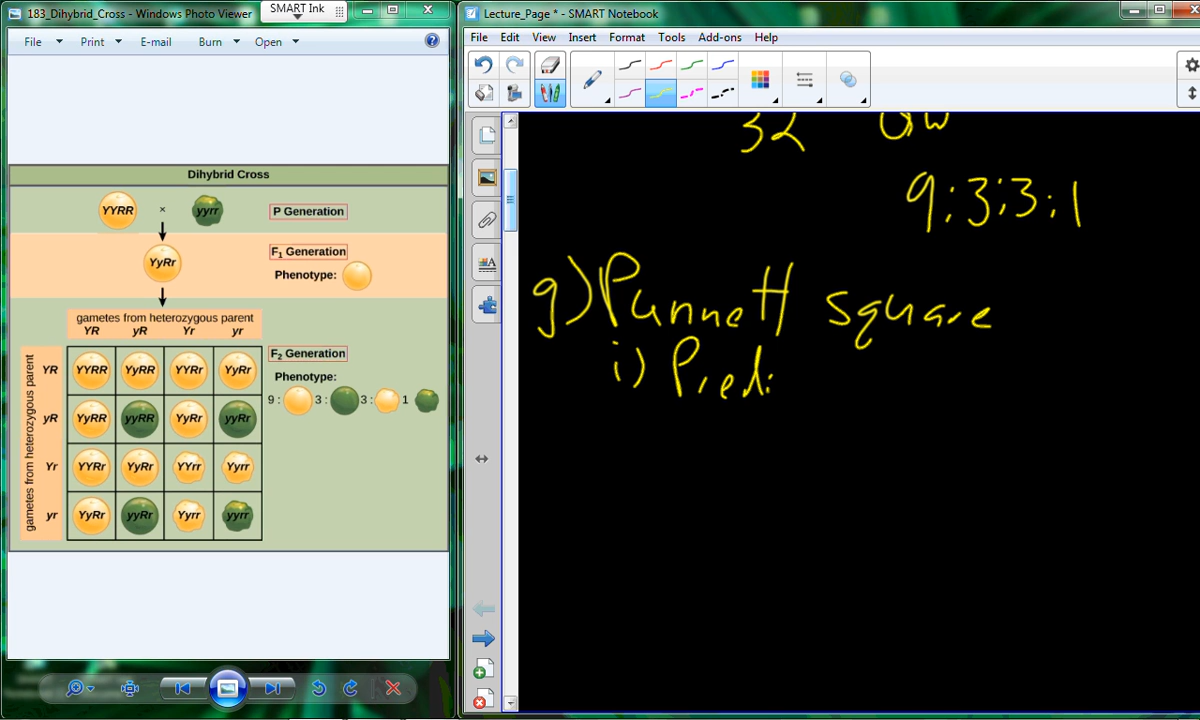 183_Dihybrid_Cross - Windows Photo Viewer
SMART Ink
File Print E-mail Burn Open
Dihybrid Cross
YYRR × yyrr P Generation
F1 Generation
YyRr
Phenotype:
gametes from heterozygous parent
YR yR Yr yr
gametes from heterozygous parent
F2 Generation
Phenotype:
9 : 3 : 3 : 1
YR YYRR YyRR YYRr YyRr
yR YyRR yyRR YyRr yyRr
Yr YYRr YyRr YYrr Yyrr
yr YyRr yyRr Yyrr yyrr
Lecture_Page * - SMART Notebook
File Edit View Insert Format Tools Add-ons Help
32
9:3:3:1
g) Punnett square
i) Predi